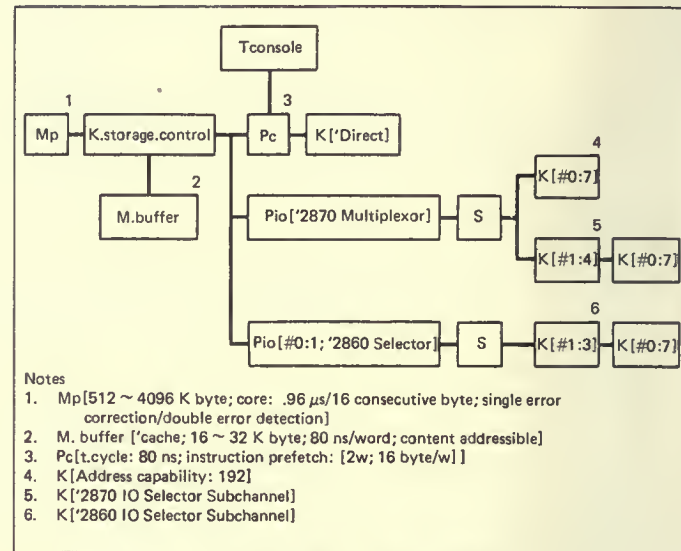 Tconsole
1
3
Mp
K.storage.control
Pc
K['Direct]
2
4
M.buffer
K[#0:7]
Pio['2870 Multiplexor]
S
5
K[#1:4]
K[#0:7]
6
Pio[#0:1; '2860 Selector]
S
K[#1:3]
K[#0:7]
Notes
1. Mp[512 ~ 4096 K byte; core: .96 μs/16 consecutive byte; single error
correction/double error detection]
2. M. buffer ['cache; 16 ~ 32 K byte; 80 ns/word; content addressible]
3. Pc[t.cycle: 80 ns; instruction prefetch: [2w; 16 byte/w] ]
4. K[Address capability: 192]
5. K['2870 IO Selector Subchannel]
6. K['2860 IO Selector Subchannel]